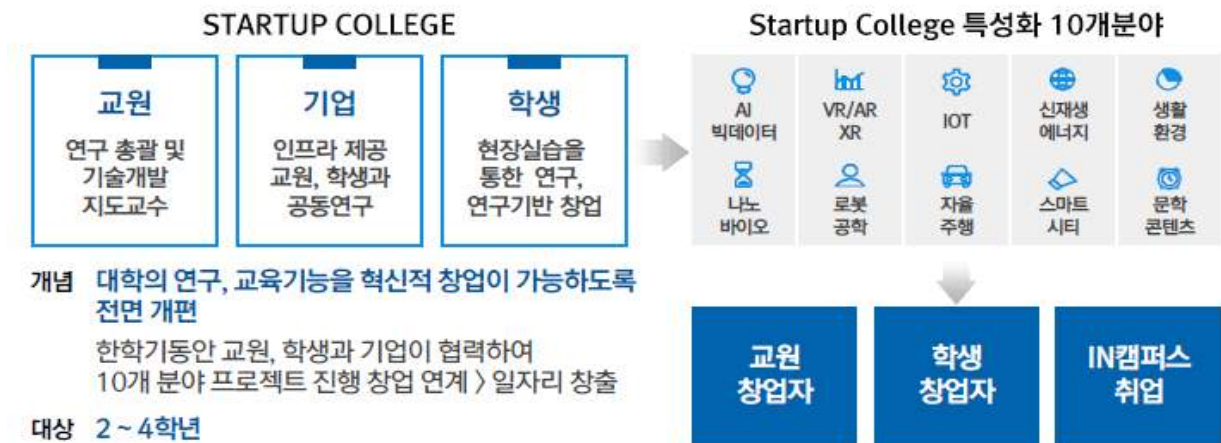 STARTUP COLLEGE
교원
연구 총괄 및
기술개발
지도교수
기업
인프라 제공
교원, 학생과
공동연구
학생
현장실습을
통한 연구,
연구기반 창업
개념 대학의 연구, 교육기능을 혁신적 창업이 가능하도록
전면 개편
한학기동안 교원, 학생과 기업이 협력하여
10개 분야 프로젝트 진행 창업 연계 〉 일자리 창출
대상 2 ~ 4학년
Startup College 특성화 10개분야
AI
빅데이터
VR/AR
XR
IOT
신재생
에너지
생활
환경
나노
바이오
로봇
공학
자율
주행
스마트
시티
문학
콘텐츠
교원
창업자
학생
창업자
IN캠퍼스
취업